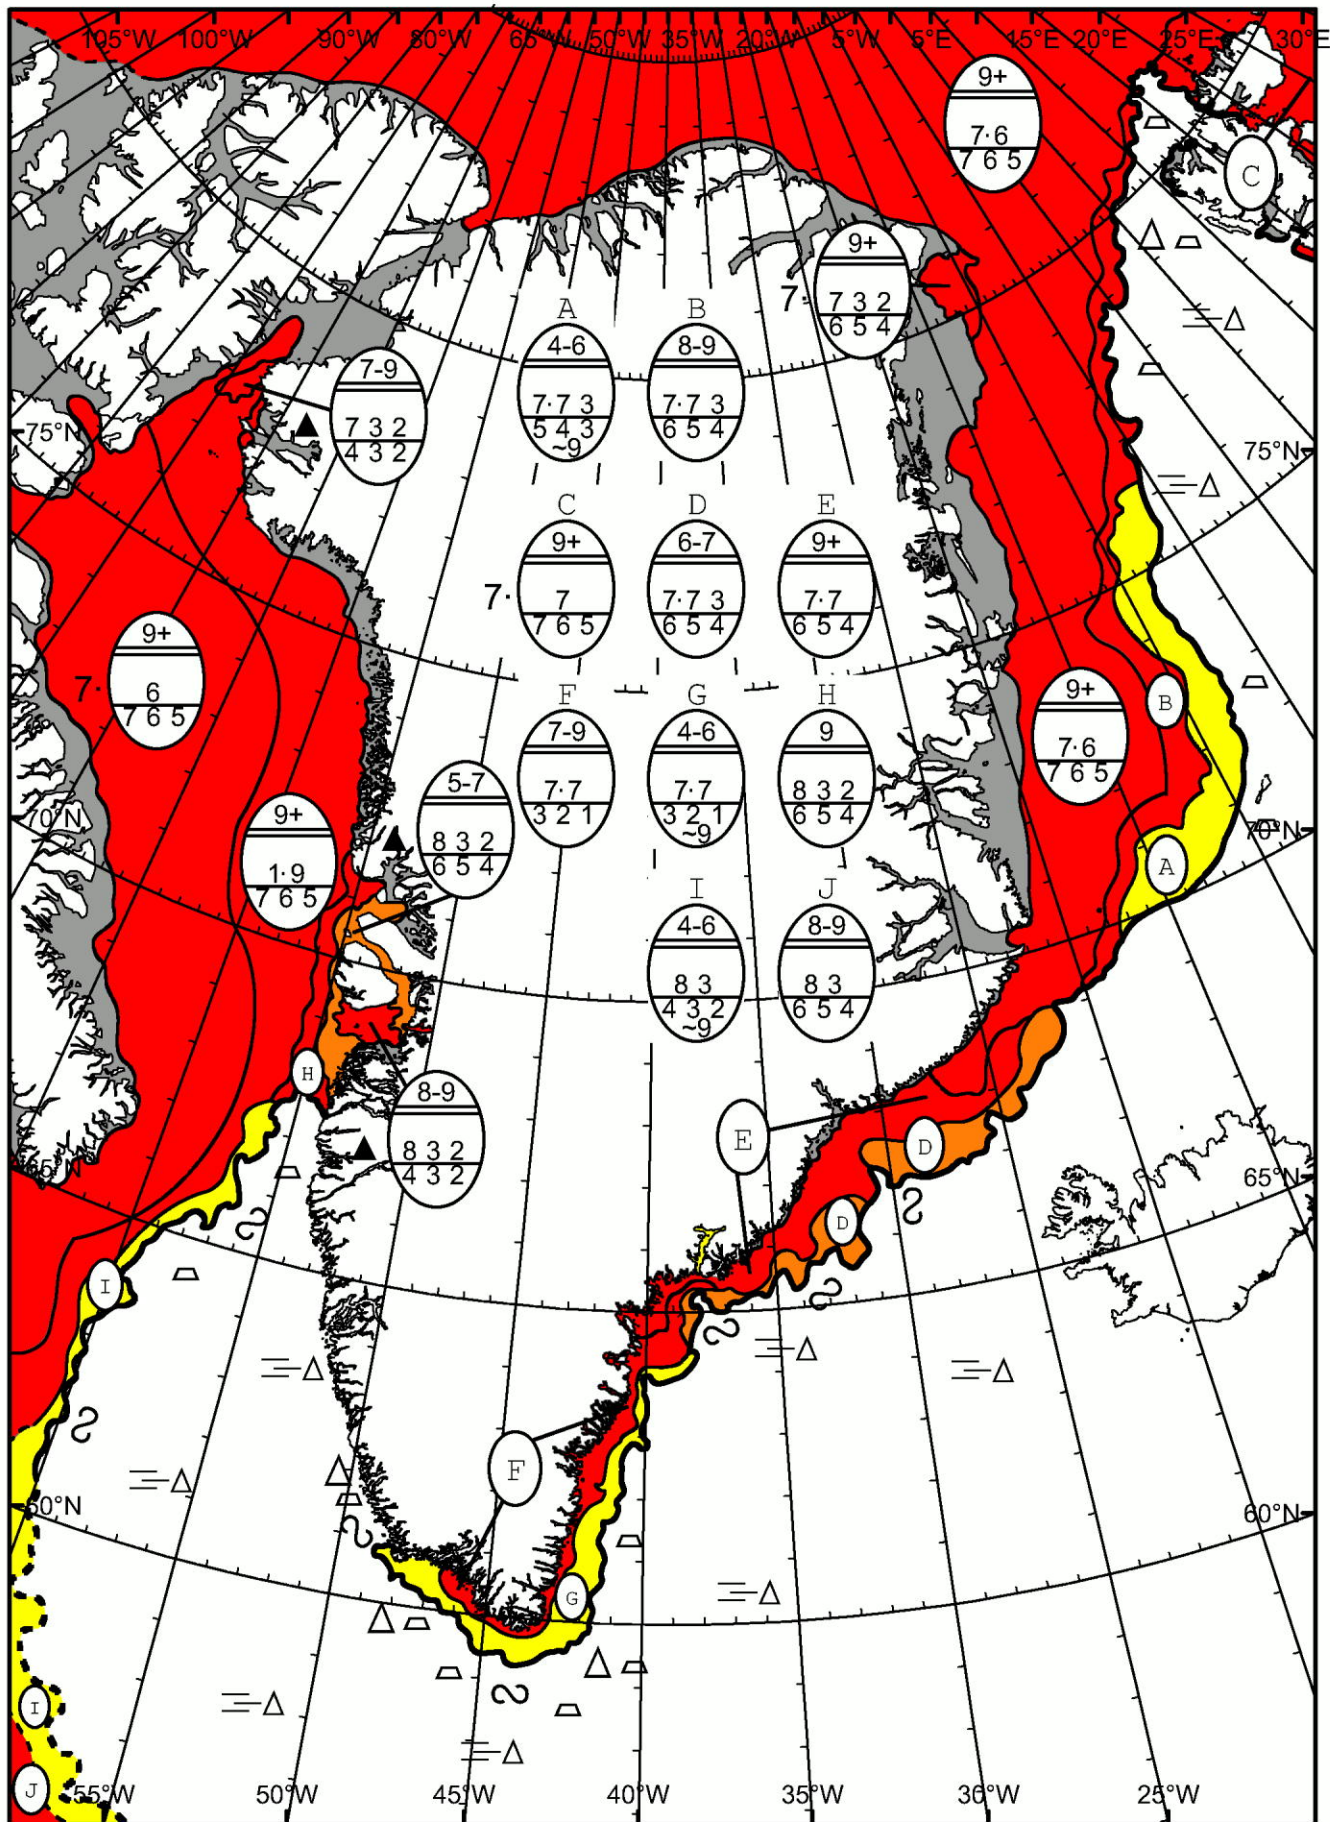 105°W 100°W 90°W 80°W 65°W 50°W 35°W 20°W 5°W 5°E 15°E 20°E 25°E 30°E
9+
7·6
7 6 5
C
9+
7· 7 3 2
6 5 4
A B
4-6 8-9
7·7 3 7·7 3
5 4 3 6 5 4
~9
7-9
7 3 2
4 3 2
75°N 75°N
C D E
9+ 6-7 9+
7· 7 7·7 3 7·7
7 6 5 6 5 4 6 5 4
9+
7· 6
7 6 5
F G H
7-9 4-6 9
7·7 7·7 8 3 2
3 2 1 3 2 1 6 5 4
~9
B
9+
7·6
7 6 5
5-7
8 3 2
6 5 4
70°N 70°N
9+
1·9
7 6 5
A
I J
4-6 8-9
8 3 8 3
4 3 2 6 5 4
~9
H
8-9
8 3 2
4 3 2
E
D
65°N 65°N
D
I
F
60°N 60°N
G
I
J
55°W 50°W 45°W 40°W 35°W 30°W 25°W